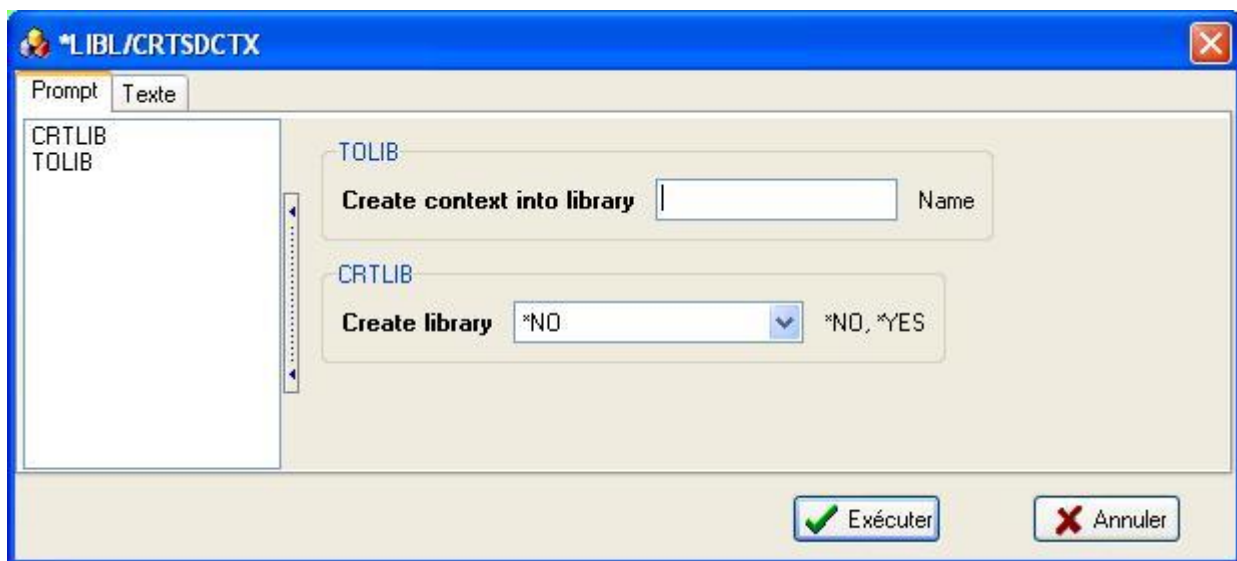 *LIBL/CRTSDCTX
Prompt Texte
CRTLIB
TOLIB
TOLIB
Create context into library Name
CRTLIB
Create library *NO *NO, *YES
Exécuter Annuler